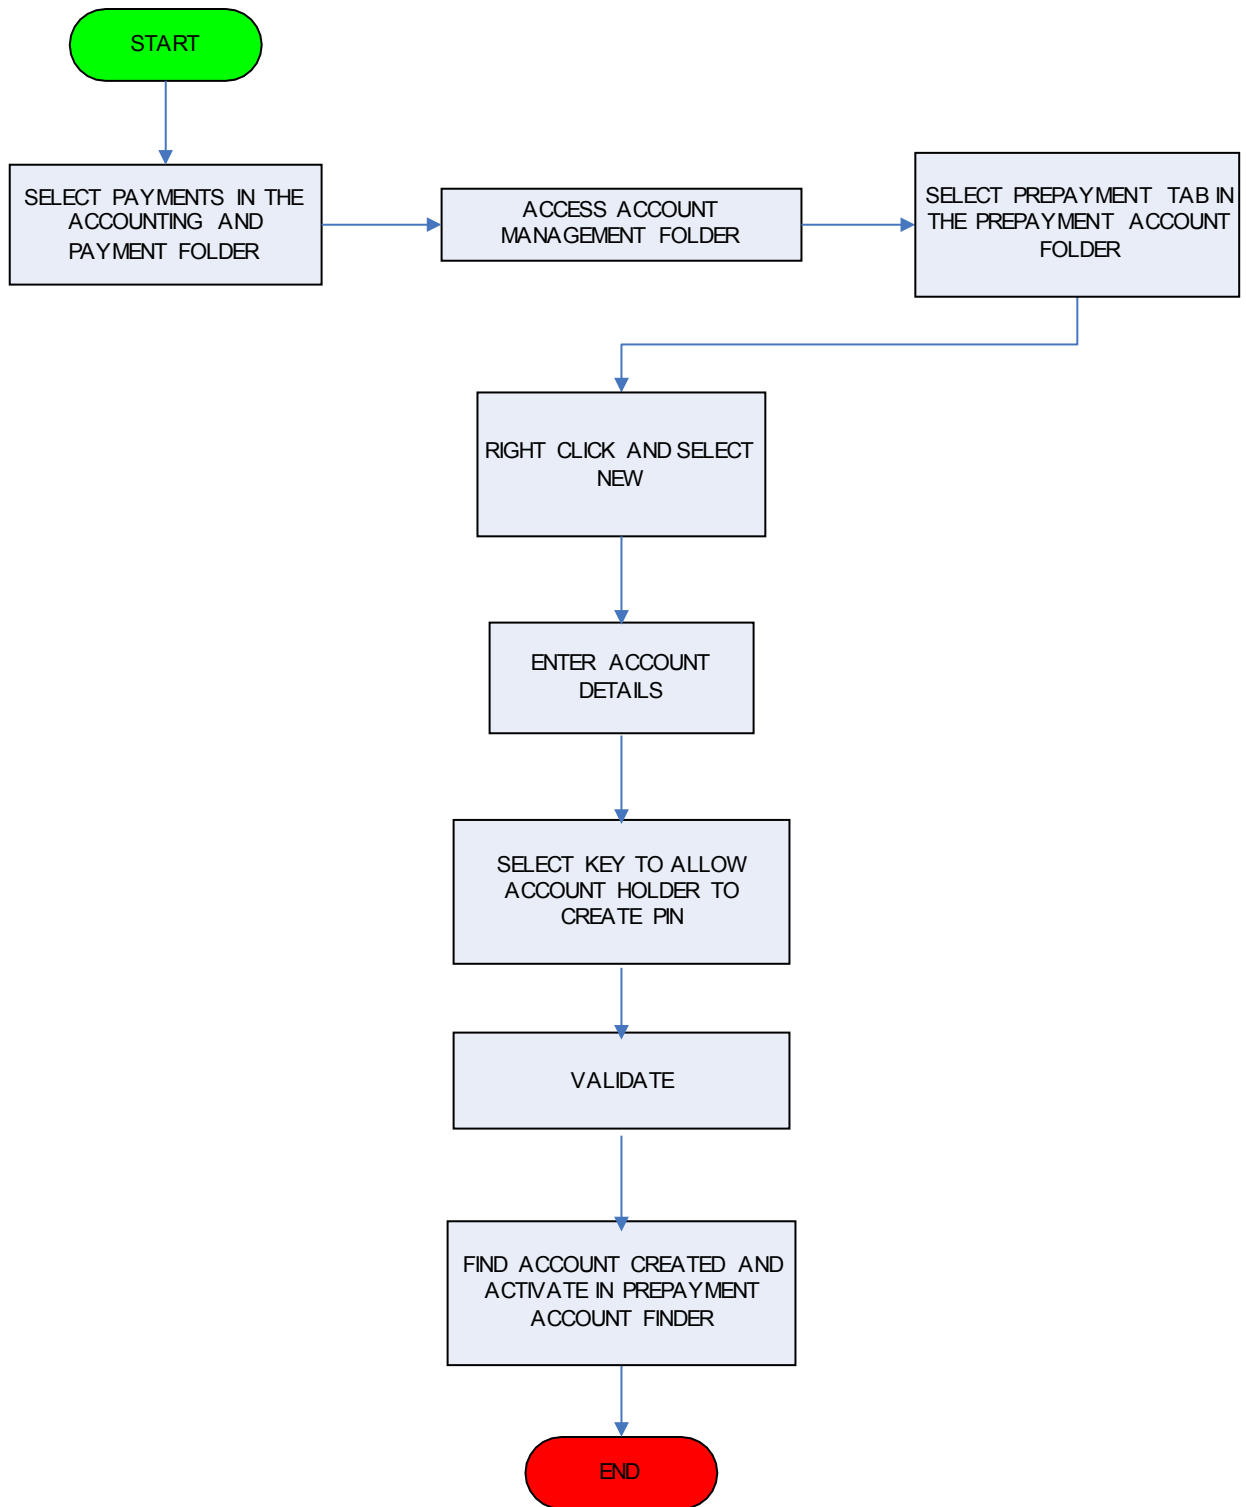 START
SELECT PAYMENTS IN THE
ACCOUNTING AND
PAYMENT FOLDER
ACCESS ACCOUNT
MANAGEMENT FOLDER
SELECT PREPAYMENT TAB IN
THE PREPAYMENT ACCOUNT
FOLDER
RIGHT CLICK AND SELECT
NEW
ENTER ACCOUNT
DETAILS
SELECT KEY TO ALLOW
ACCOUNT HOLDER TO
CREATE PIN
VALIDATE
FIND ACCOUNT CREATED AND
ACTIVATE IN PREPAYMENT
ACCOUNT FINDER
END